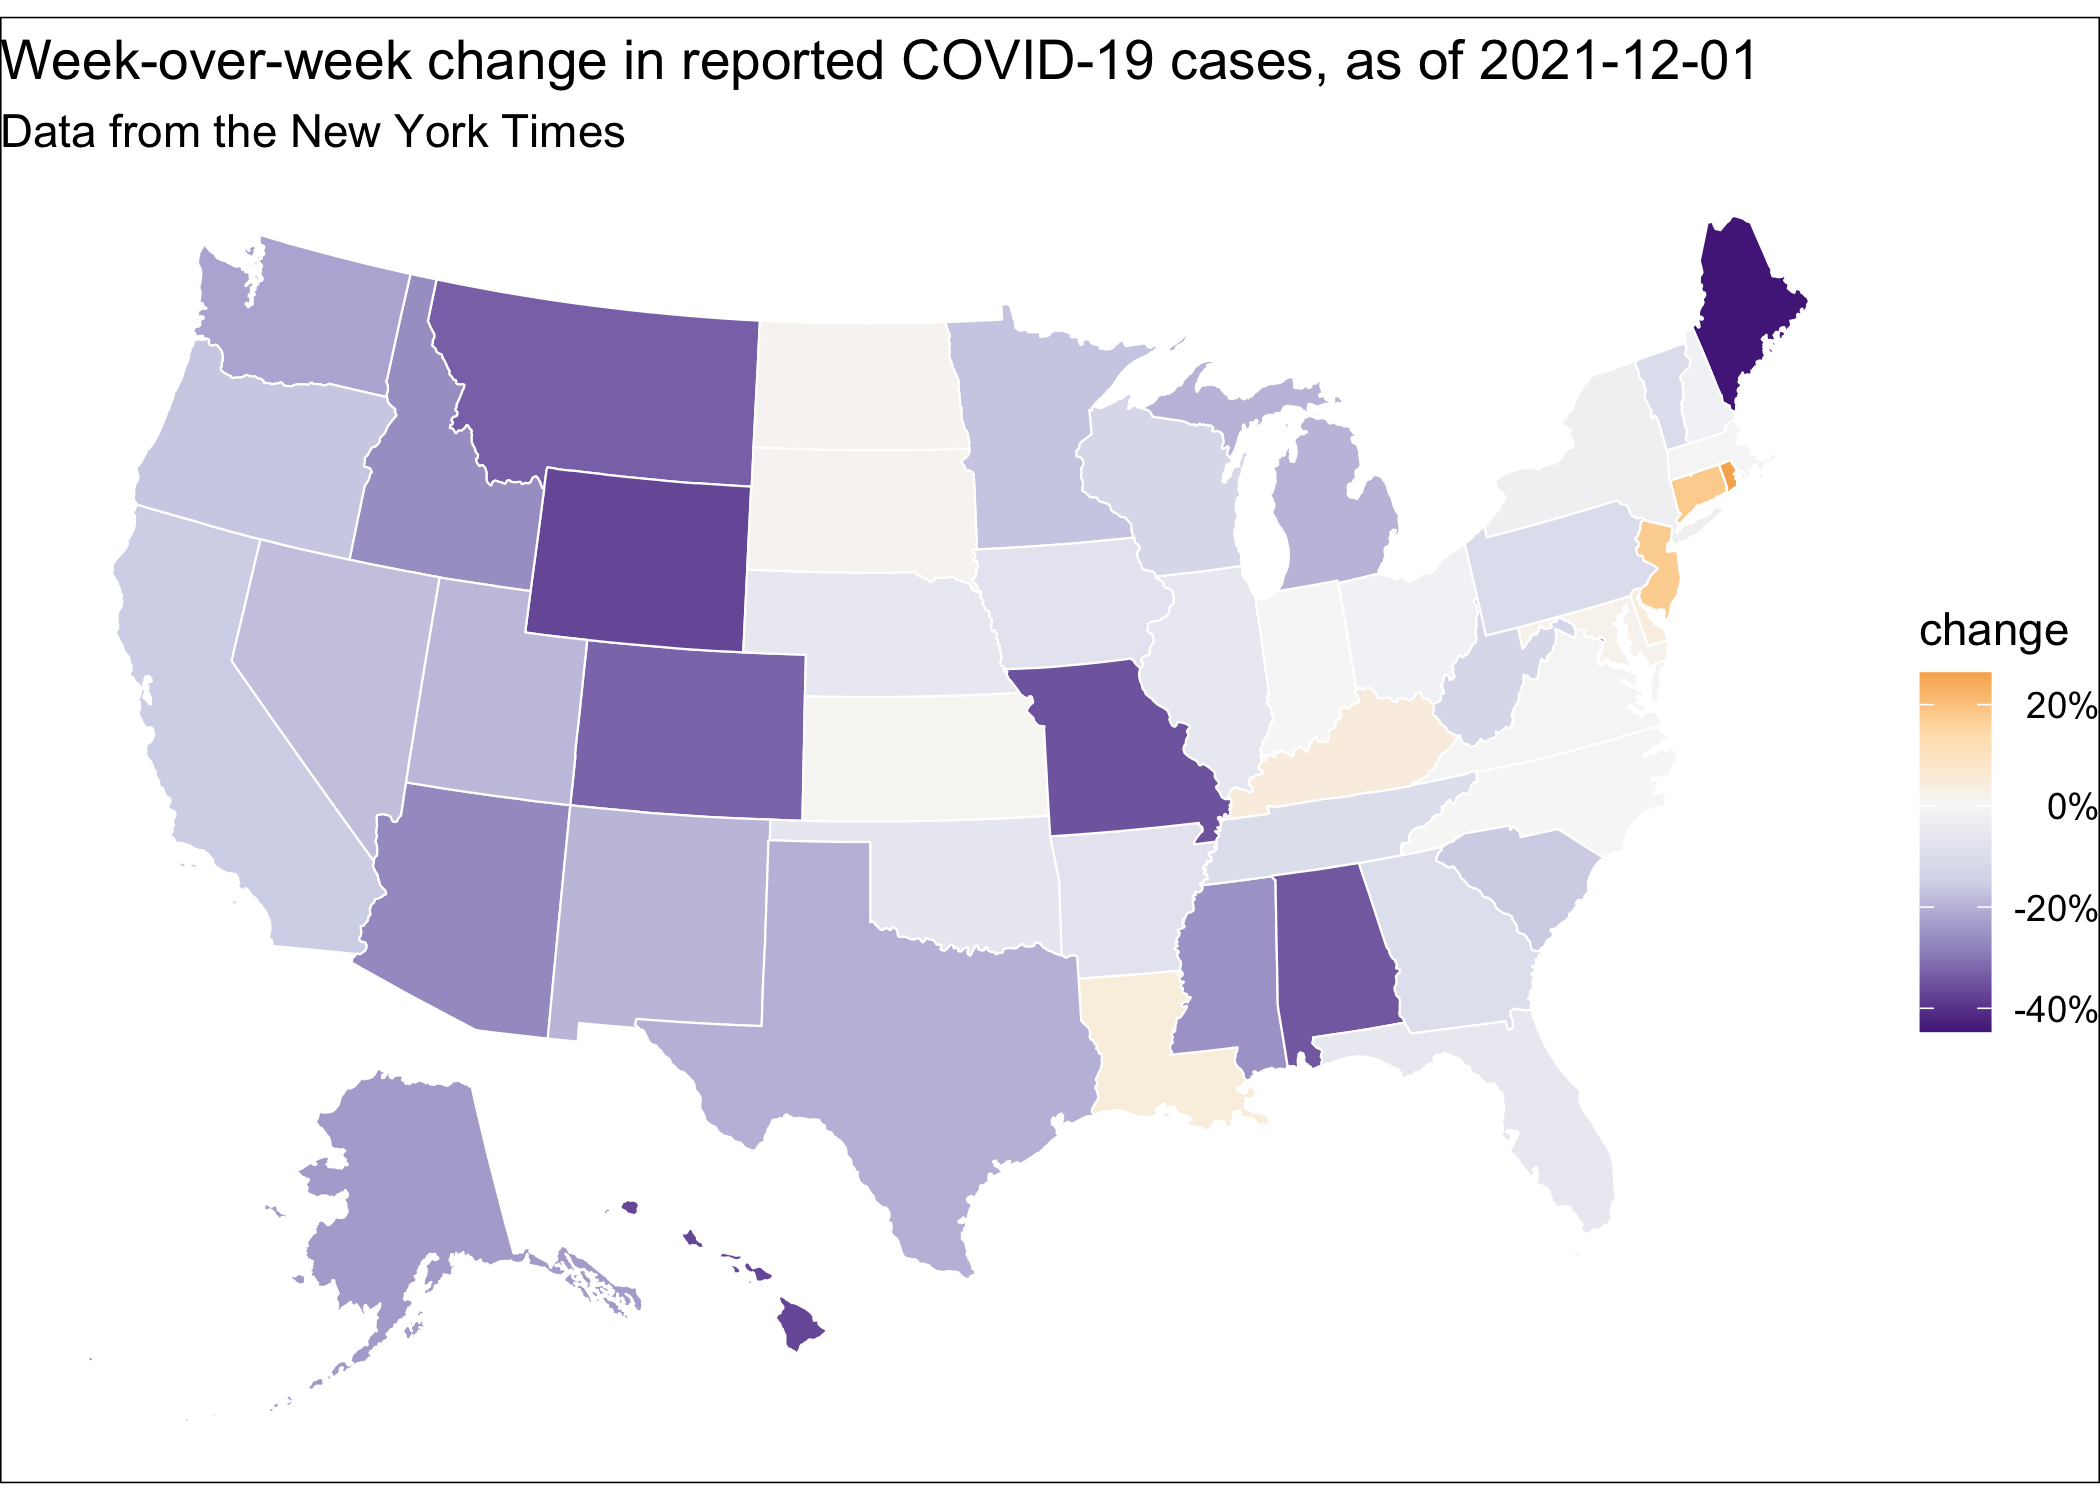 Week-over-week change in reported COVID-19 cases, as of 2021-12-01
Data from the New York Times
change
20%
0%
-20%
-40%